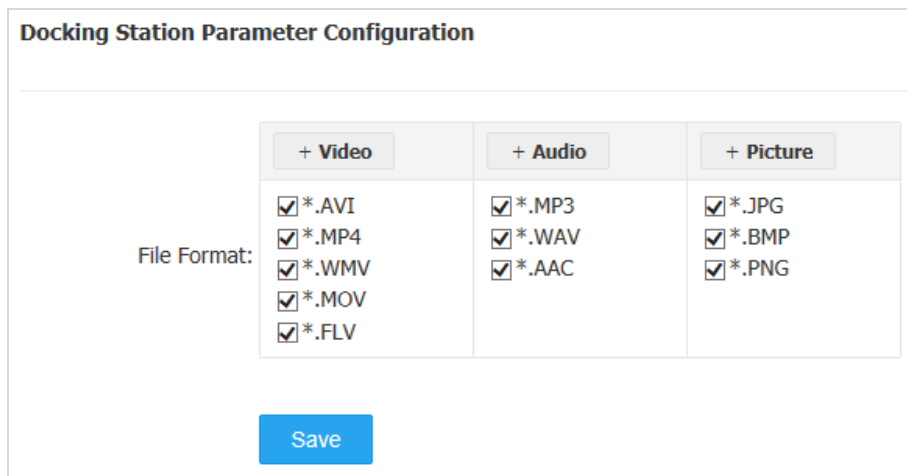 Docking Station Parameter Configuration
+ Video + Audio + Picture
*.AVI *.MP3 *.JPG
*.MP4 *.WAV *.BMP
File Format:
*.WMV *.AAC *.PNG
*.MOV
*.FLV
Save